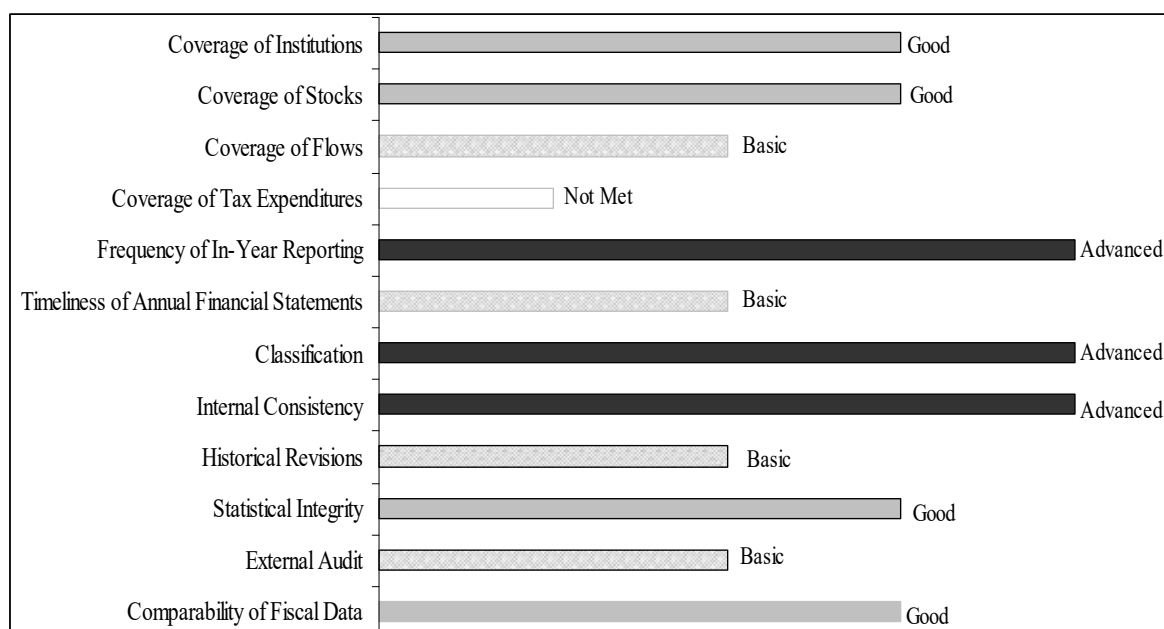 Coverage of Institutions Good
Coverage of Stocks Good
Coverage of Flows Basic
Coverage of Tax Expenditures Not Met
Frequency of In-Year Reporting Advanced
Timeliness of Annual Financial Statements Basic
Classification Advanced
Internal Consistency Advanced
Historical Revisions Basic
Statistical Integrity Good
External Audit Basic
Comparability of Fiscal Data Good